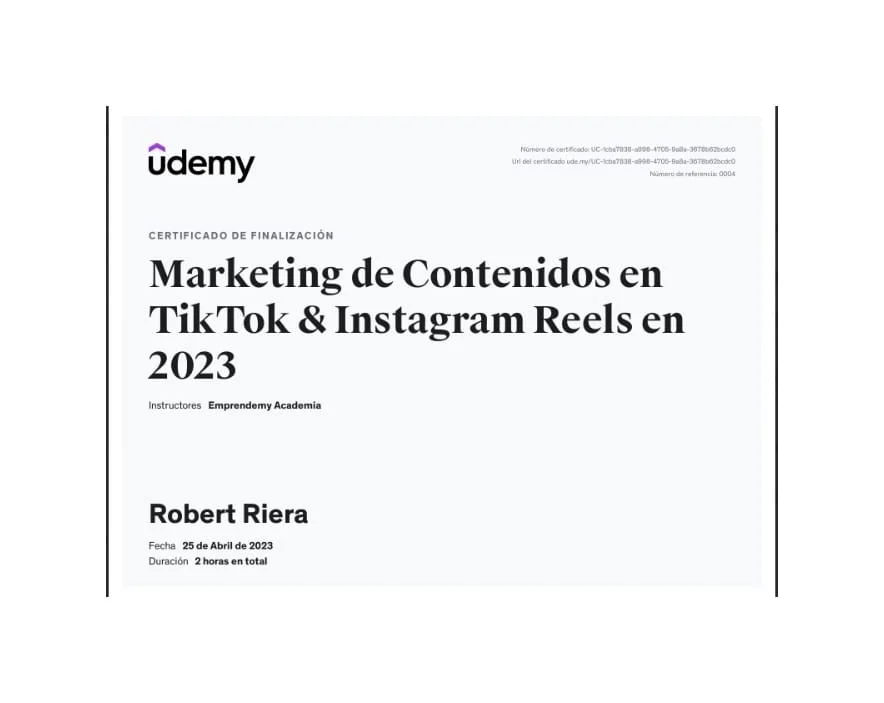 udemy
Número de certificado: UC-1cba7838-a998-4705-9a8a-3678b62bcdc0
Url del certificado ude.my/UC-1cba7838-a998-4705-9a8a-3678b62bcdc0
Número de referencia: 0004
CERTIFICADO DE FINALIZACIÓN
Marketing de Contenidos en
TikTok & Instagram Reels en
2023
Instructores Emprendemy Academia
Robert Riera
Fecha 25 de Abril de 2023
Duración 2 horas en total